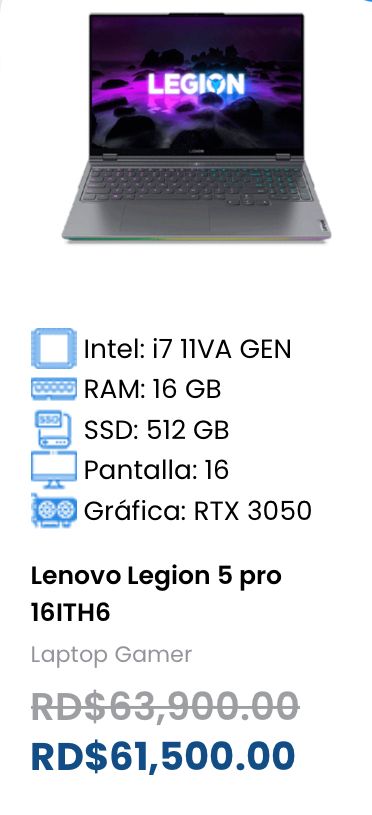 LEGION
Intel: i7 11VA GEN
RAM: 16 GB
SSD
SSD: 512 GB
Pantalla: 16
Gráfica: RTX 3050
Lenovo Legion 5 pro
16ITH6
Laptop Gamer
RD$63,900.00
RD$61,500.00